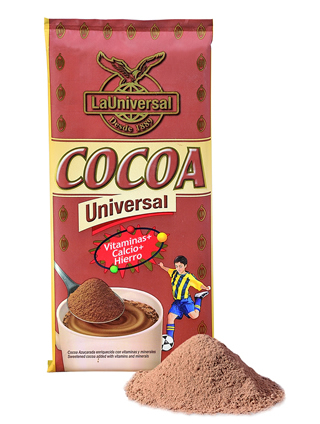 LaUniversal
Desde 1889
COCOA
Universal
Vitaminas+
Calcio+
Hierro
Cocoa Azucarada enriquecida con vitaminas y minerales
Sweetened cocoa added with vitamins and minerals